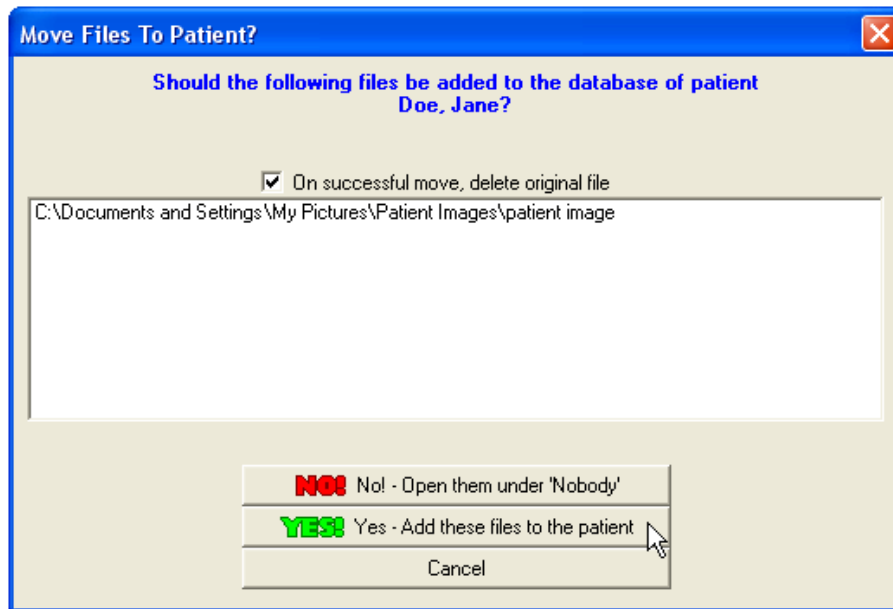 Move Files To Patient?
Should the following files be added to the database of patient
Doe, Jane?
On successful move, delete original file
C:\Documents and Settings\My Pictures\Patient Images\patient image
NO! No! - Open them under 'Nobody'
YES! Yes - Add these files to the patient
Cancel